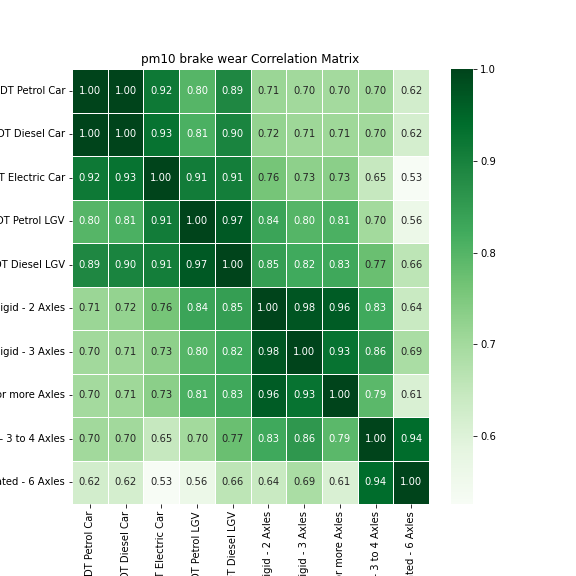 pm10 brake wear Correlation Matrix
DT Petrol Car 1.00 1.00 0.92 0.80 0.89 0.71 0.70 0.70 0.70 0.62
DT Diesel Car 1.00 1.00 0.93 0.81 0.90 0.72 0.71 0.71 0.70 0.62
T Electric Car 0.92 0.93 1.00 0.91 0.91 0.76 0.73 0.73 0.65 0.53
DT Petrol LGV 0.80 0.81 0.91 1.00 0.97 0.84 0.80 0.81 0.70 0.56
DT Diesel LGV 0.89 0.90 0.91 0.97 1.00 0.85 0.82 0.83 0.77 0.66
igid - 2 Axles 0.71 0.72 0.76 0.84 0.85 1.00 0.98 0.96 0.83 0.64
igid - 3 Axles 0.70 0.71 0.73 0.80 0.82 0.98 1.00 0.93 0.86 0.69
or more Axles 0.70 0.71 0.73 0.81 0.83 0.96 0.93 1.00 0.79 0.61
- 3 to 4 Axles 0.70 0.70 0.65 0.70 0.77 0.83 0.86 0.79 1.00 0.94
ated - 6 Axles 0.62 0.62 0.53 0.56 0.66 0.64 0.69 0.61 0.94 1.00
DT Petrol Car
DT Diesel Car
T Electric Car
DT Petrol LGV
DT Diesel LGV
igid - 2 Axles
igid - 3 Axles
r more Axles
- 3 to 4 Axles
ted - 6 Axles
1.0
0.9
0.8
0.7
0.6